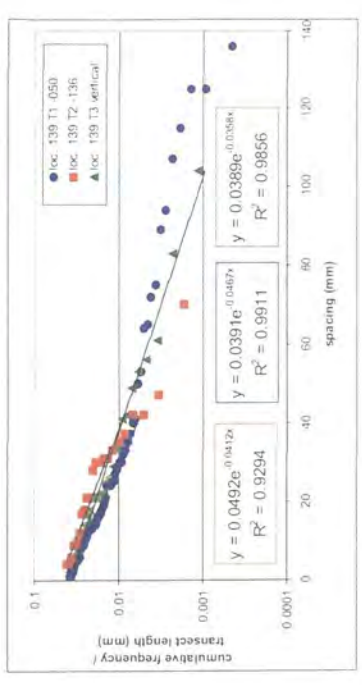 cumulative frequency /
transect length (mm)
0.1
0.01
0.001
0.0001
loc. 139 T1 -050
loc. 139 T2 -136
loc. 139 T3 vertical
y = 0.0492e^-0.0412x
R² = 0.9294
y = 0.0391e^-0.0467x
R² = 0.9911
y = 0.0389e^-0.0358x
R² = 0.9856
0 20 40 60 80 100 120 140
spacing (mm)